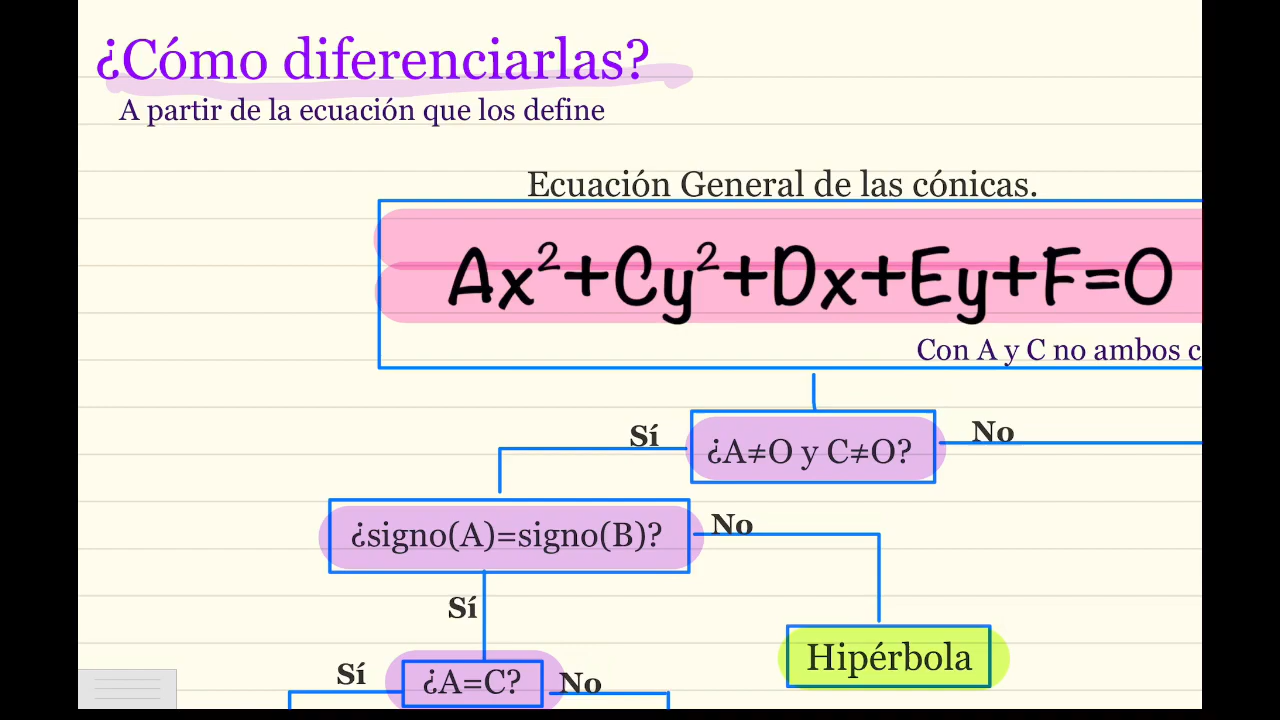 ¿Cómo diferenciarlas?
A partir de la ecuación que los define
Ecuación General de las cónicas.
Ax²+Cy²+Dx+Ey+F=0
Con A y C no ambos c
¿A≠O y C≠O?
Sí
No
¿signo(A)=signo(B)?
No
Sí
Hipérbola
¿A=C?
Sí
No